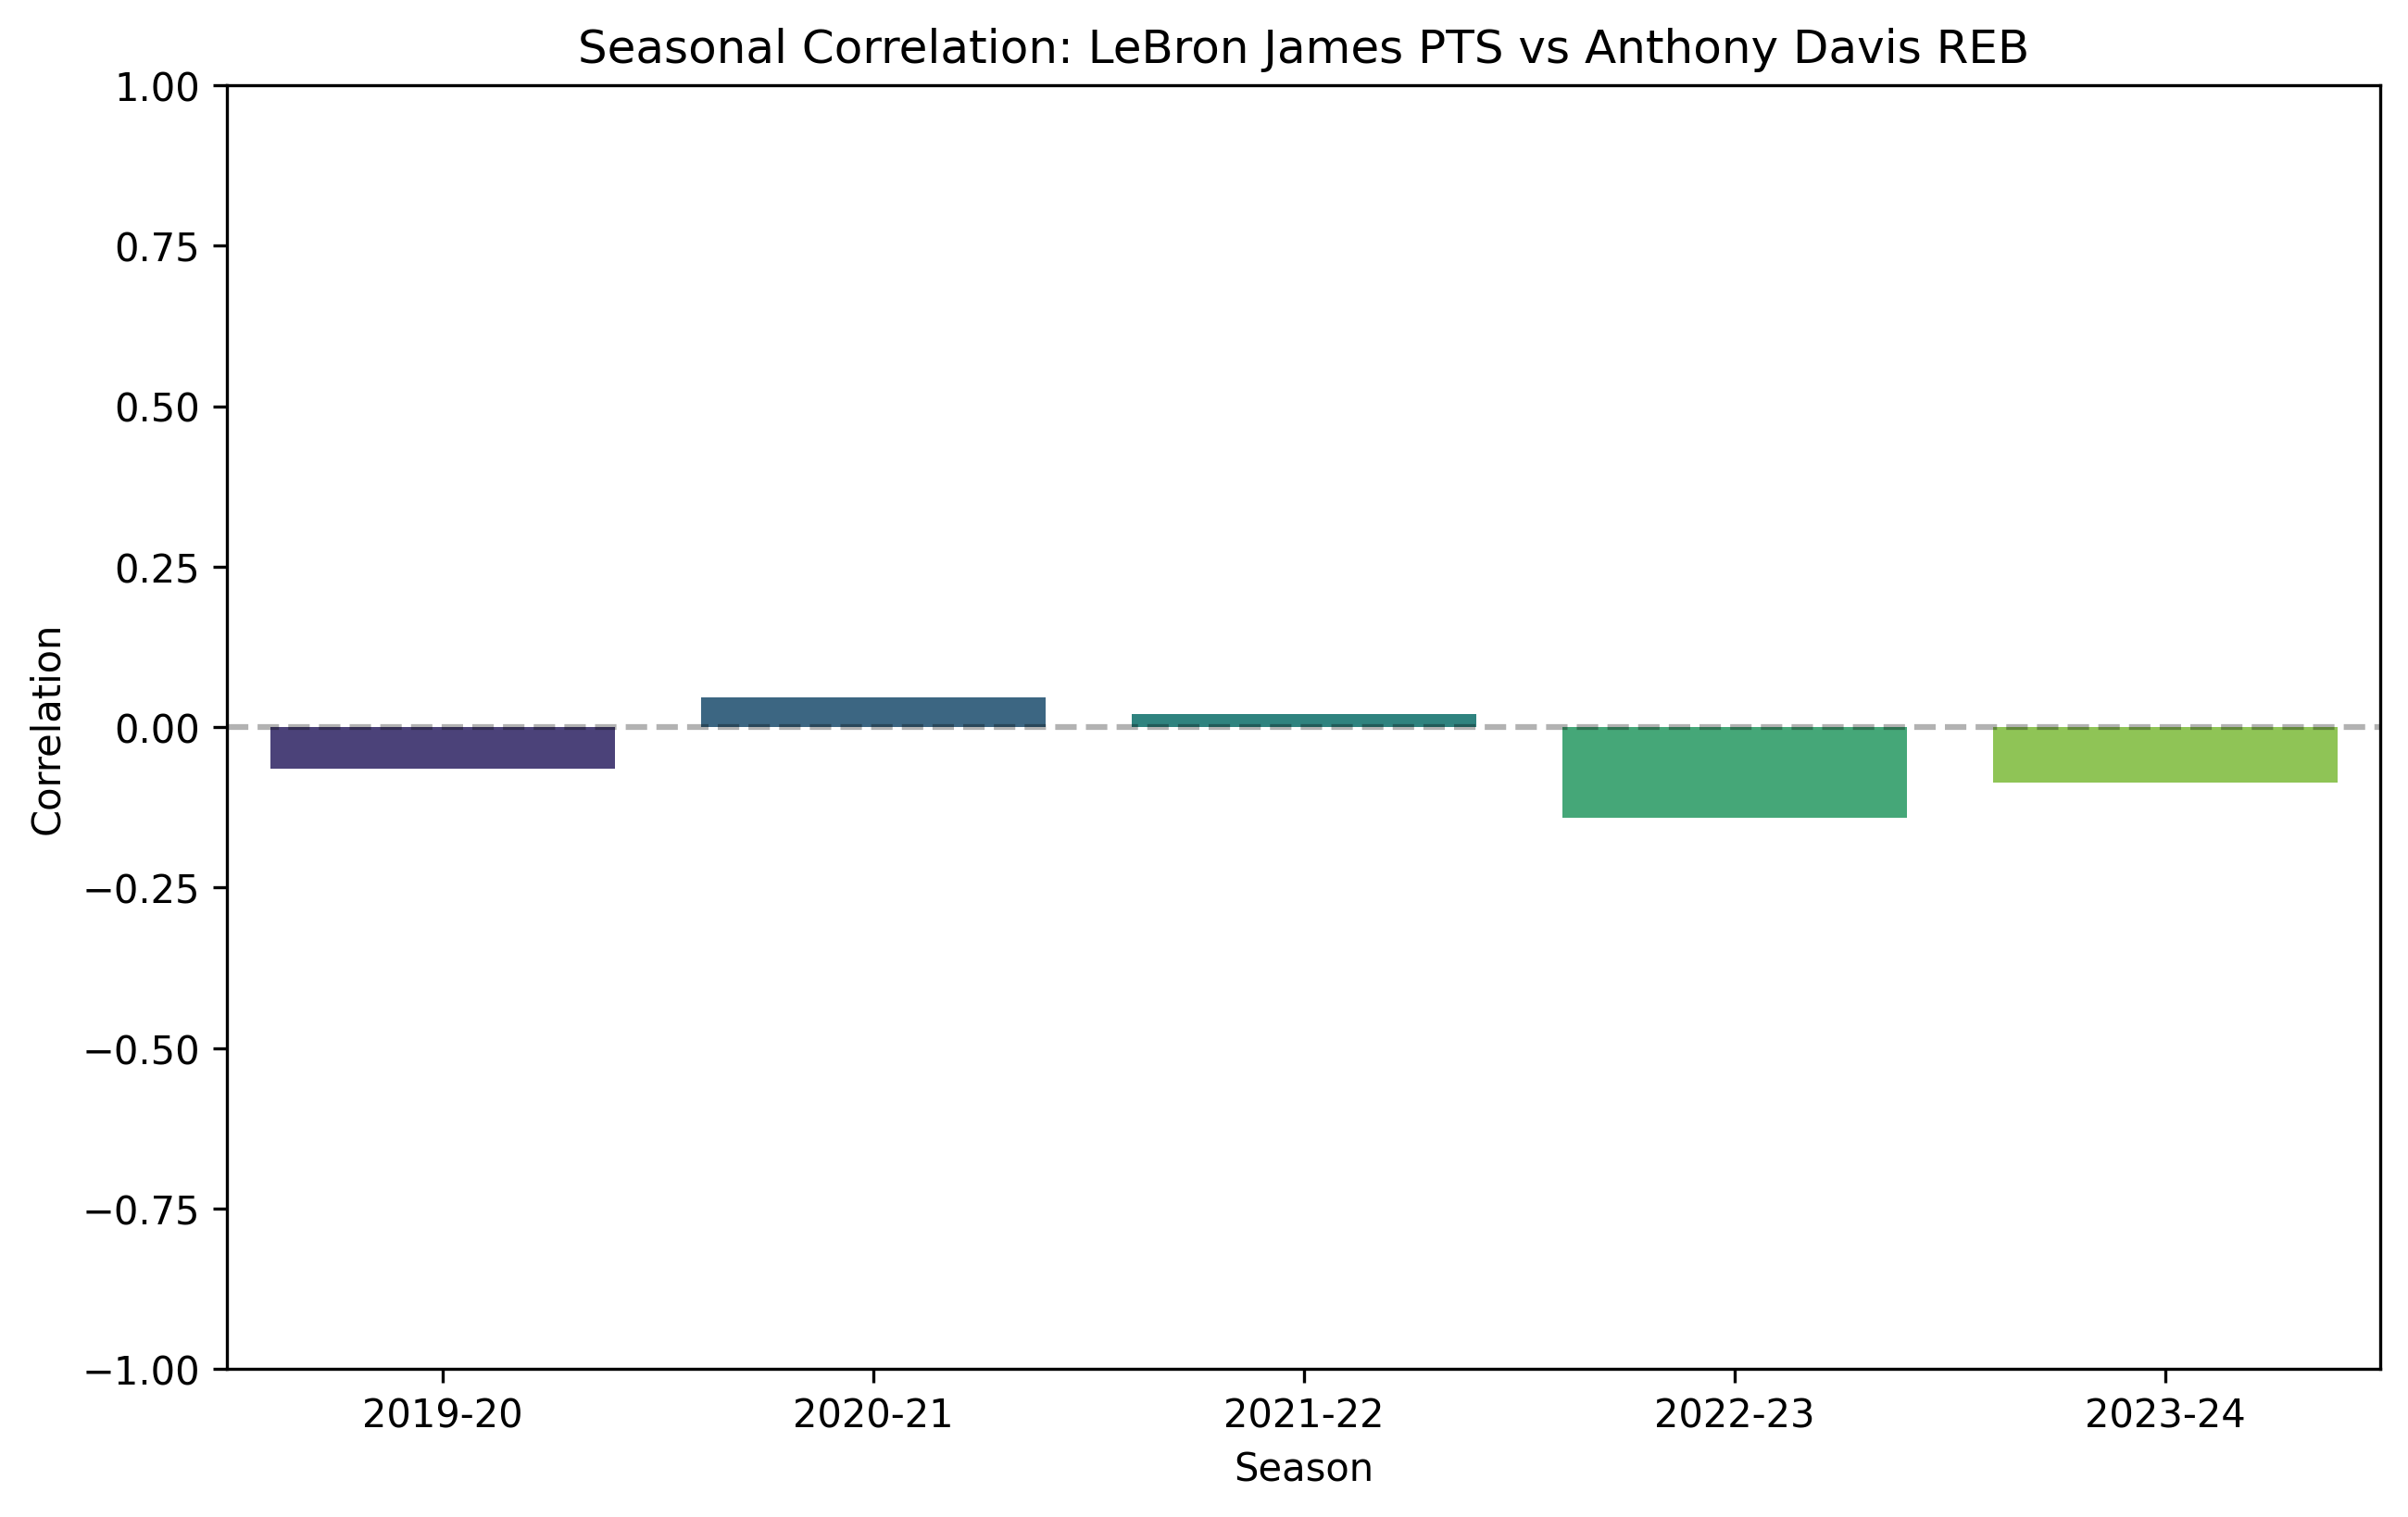 Seasonal Correlation: LeBron James PTS vs Anthony Davis REB
1.00
0.75
0.50
0.25
0.00
−0.25
−0.50
−0.75
−1.00
Correlation
2019-20 2020-21 2021-22 2022-23 2023-24
Season